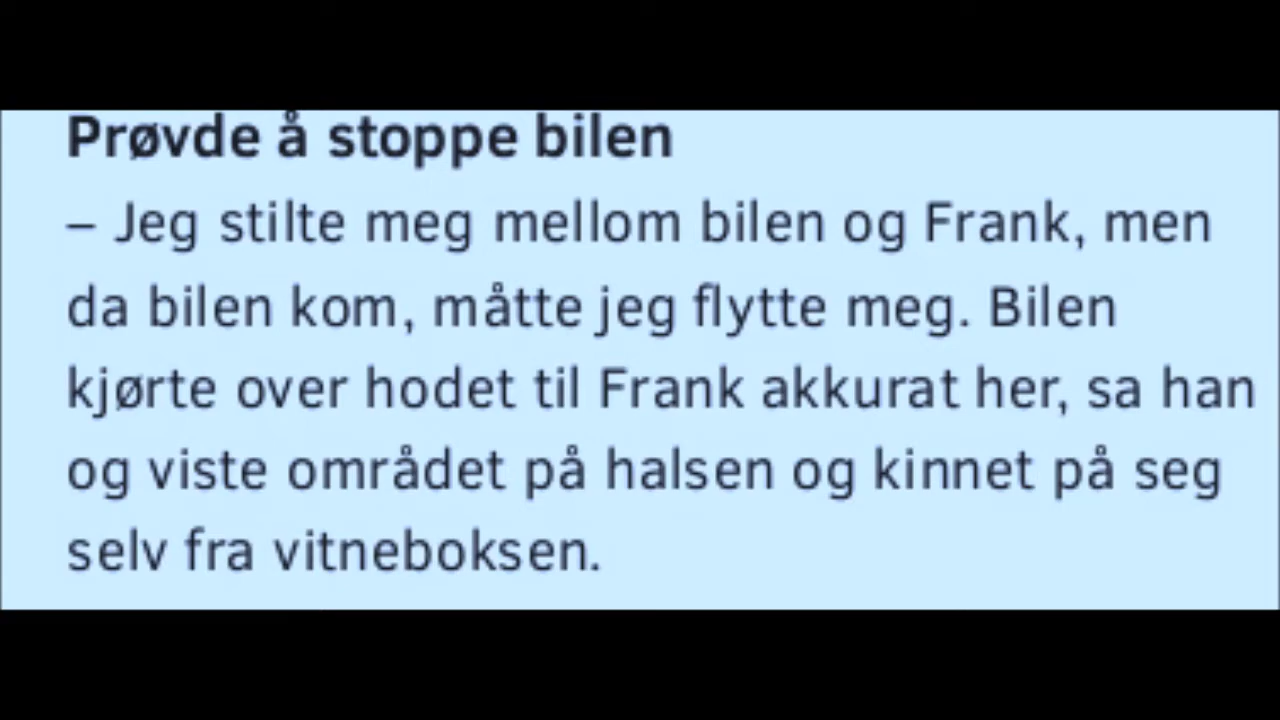 Prøvde å stoppe bilen
– Jeg stilte meg mellom bilen og Frank, men
da bilen kom, måtte jeg flytte meg. Bilen
kjørte over hodet til Frank akkurat her, sa han
og viste området på halsen og kinnet på seg
selv fra vitneboksen.